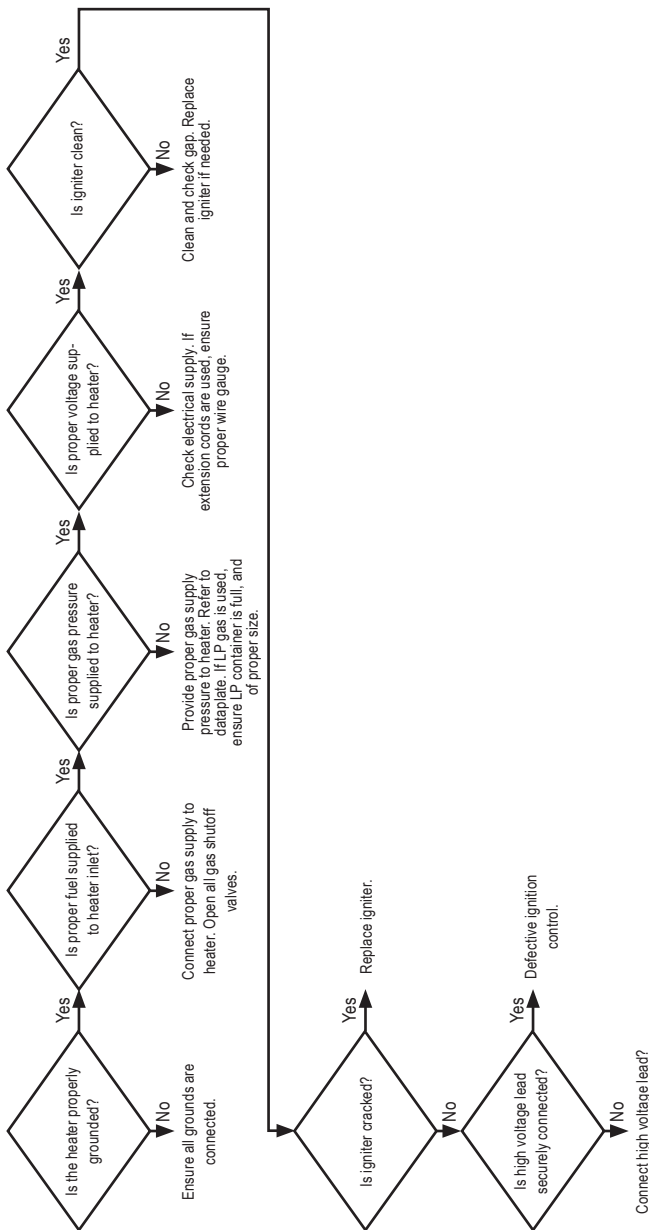 Is the heater properly
grounded?
Yes
No
Ensure all grounds are
connected.
Is proper fuel supplied
to heater inlet?
Yes
No
Connect proper gas supply to
heater. Open all gas shutoff
valves.
Is proper gas pressure
supplied to heater?
Yes
No
Provide proper gas supply
pressure to heater. Refer to
dataplate. If LP gas is used,
ensure LP container is full, and
of proper size.
Is proper voltage sup-
plied to heater?
Yes
No
Check electrical supply. If
extension cords are used, ensure
proper wire gauge.
Is igniter clean?
Yes
No
Clean and check gap. Replace
igniter if needed.
Is igniter cracked?
Yes
Replace igniter.
No
Is high voltage lead
securely connected?
Yes
Defective ignition
control.
No
Connect high voltage lead?